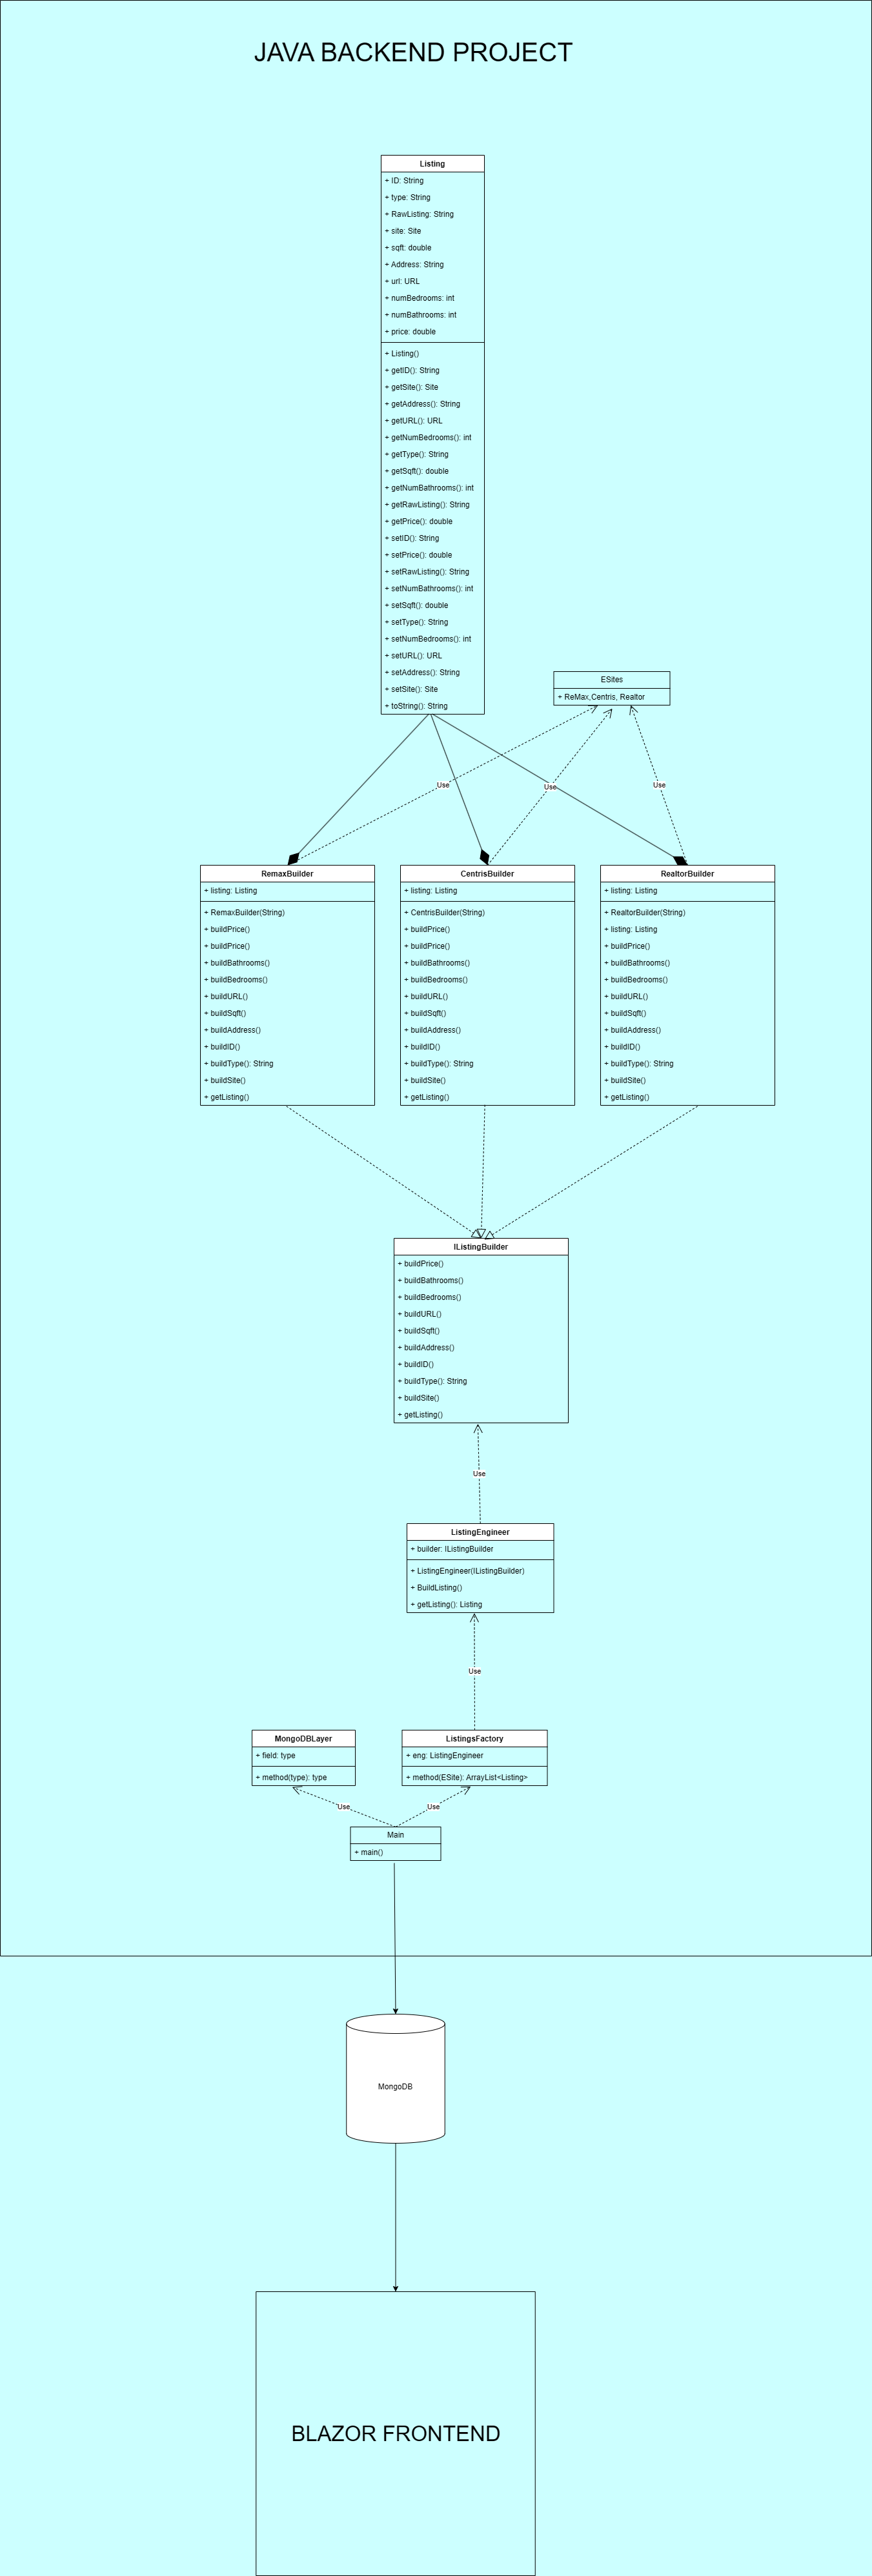 JAVA BACKEND PROJECT
Listing
+ ID: String
+ type: String
+ RawListing: String
+ site: Site
+ sqft: double
+ Address: String
+ url: URL
+ numBedrooms: int
+ numBathrooms: int
+ price: double
+ Listing()
+ getID(): String
+ getSite(): Site
+ getAddress(): String
+ getURL(): URL
+ getNumBedrooms(): int
+ getType(): String
+ getSqft(): double
+ getNumBathrooms(): int
+ getRawListing(): String
+ getPrice(): double
+ setID(): String
+ setPrice(): double
+ setRawListing(): String
+ setNumBathrooms(): int
+ setSqft(): double
+ setType(): String
+ setNumBedrooms(): int
+ setURL(): URL
+ setAddress(): String
+ setSite(): Site
+ toString(): String
ESites
+ ReMax,Centris, Realtor
Use
Use
Use
RemaxBuilder
+ listing: Listing
+ RemaxBuilder(String)
+ buildPrice()
+ buildPrice()
+ buildBathrooms()
+ buildBedrooms()
+ buildURL()
+ buildSqft()
+ buildAddress()
+ buildID()
+ buildType(): String
+ buildSite()
+ getListing()
CentrisBuilder
+ listing: Listing
+ CentrisBuilder(String)
+ buildPrice()
+ buildPrice()
+ buildBathrooms()
+ buildBedrooms()
+ buildURL()
+ buildSqft()
+ buildAddress()
+ buildID()
+ buildType(): String
+ buildSite()
+ getListing()
RealtorBuilder
+ listing: Listing
+ RealtorBuilder(String)
+ listing: Listing
+ buildPrice()
+ buildBathrooms()
+ buildBedrooms()
+ buildURL()
+ buildSqft()
+ buildAddress()
+ buildID()
+ buildType(): String
+ buildSite()
+ getListing()
IListingBuilder
+ buildPrice()
+ buildBathrooms()
+ buildBedrooms()
+ buildURL()
+ buildSqft()
+ buildAddress()
+ buildID()
+ buildType(): String
+ buildSite()
+ getListing()
Use
ListingEngineer
+ builder: IListingBuilder
+ ListingEngineer(IListingBuilder)
+ BuildListing()
+ getListing(): Listing
Use
MongoDBLayer
+ field: type
+ method(type): type
ListingsFactory
+ eng: ListingEngineer
+ method(ESite): ArrayList<Listing>
Use
Use
Main
+ main()
MongoDB
BLAZOR FRONTEND